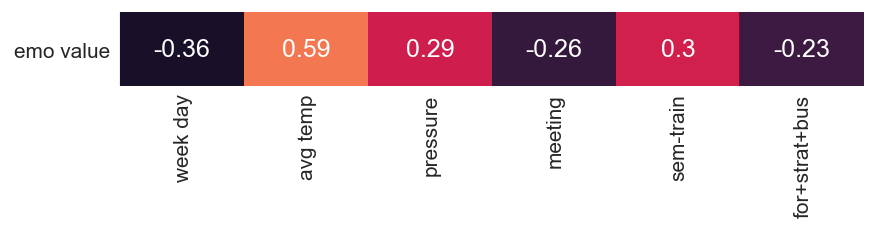 emo value -0.36 0.59 0.29 -0.26 0.3 -0.23
week day
avg temp
pressure
meeting
sem-train
for+strat+bus